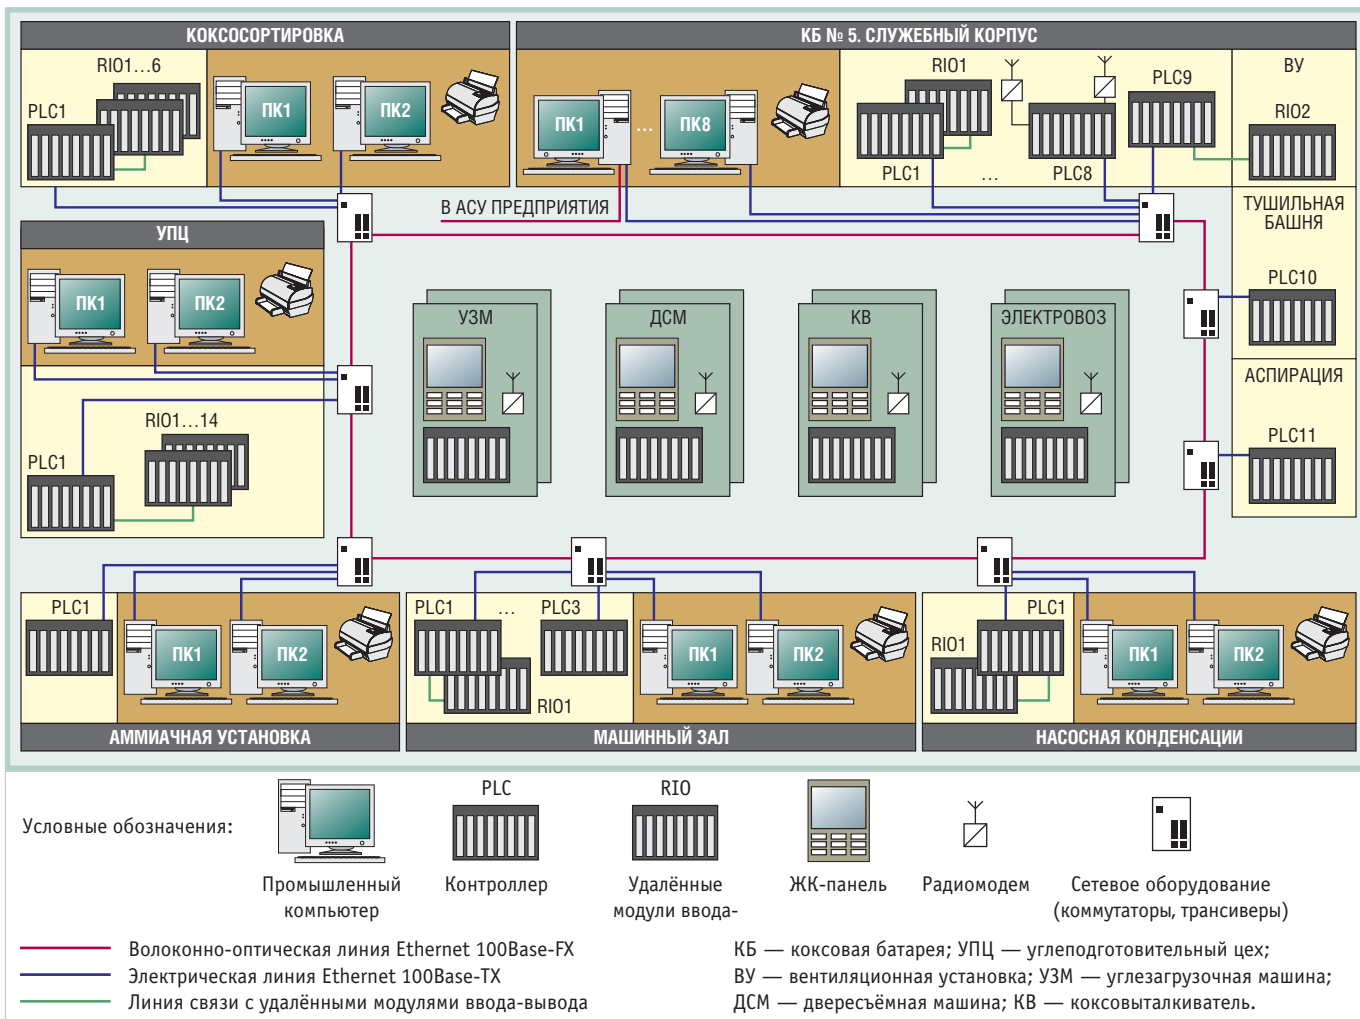 КОКСОСОРТИРОВКА
RIO1...6
PLC1
ПК1
ПК2
КБ № 5. СЛУЖЕБНЫЙ КОРПУС
ПК1
...
ПК8
RIO1
PLC1
...
PLC8
PLC9
ВУ
RIO2
В АСУ ПРЕДПРИЯТИЯ
ТУШИЛЬНАЯ
БАШНЯ
PLC10
АСПИРАЦИЯ
PLC11
УПЦ
ПК1
ПК2
RIO1...14
PLC1
УЗМ
ДСМ
КВ
ЭЛЕКТРОВОЗ
PLC1
ПК1
ПК2
АММИАЧНАЯ УСТАНОВКА
PLC1
...
PLC3
RIO1
ПК1
ПК2
МАШИННЫЙ ЗАЛ
PLC1
RIO1
ПК1
ПК2
НАСОСНАЯ КОНДЕНСАЦИИ
Условные обозначения:
Промышленный
компьютер
PLC
Контроллер
RIO
Удалённые
модули ввода-
ЖК-панель
Радиомодем
Сетевое оборудование
(коммутаторы, трансиверы)
Волоконно-оптическая линия Ethernet 100Base-FX
Электрическая линия Ethernet 100Base-TX
Линия связи с удалёнными модулями ввода-вывода
КБ — коксовая батарея; УПЦ — углеподготовительный цех;
ВУ — вентиляционная установка; УЗМ — углезагрузочная машина;
ДСМ — двересъёмная машина; КВ — коксовыталкиватель.